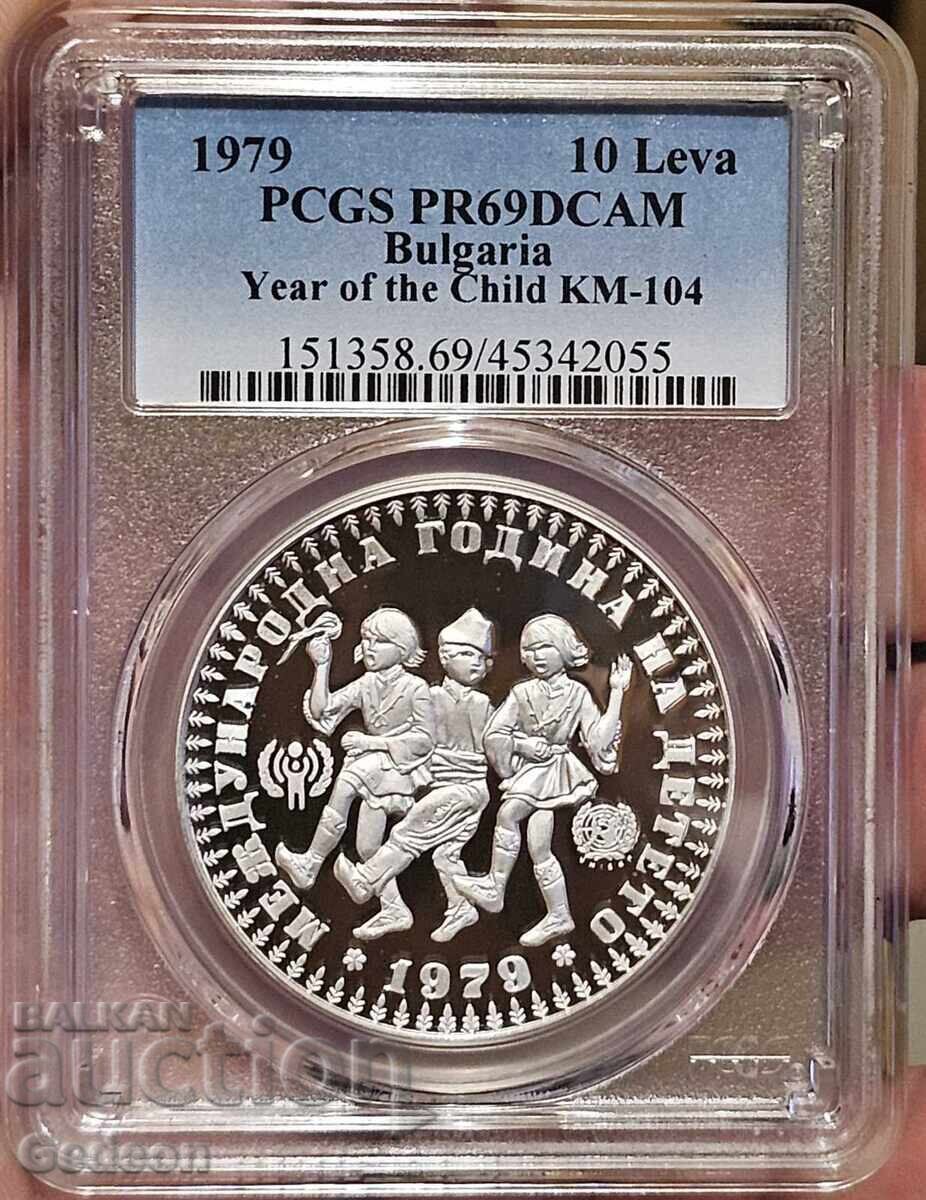 1979 10 Leva
PCGS PR69DCAM
Bulgaria
Year of the Child KM-104
151358.69/45342055
МЕЖДУНАРОДНА ГОДИНА НА ДЕТЕТО
1979
BALKAN
auction
Gedeon